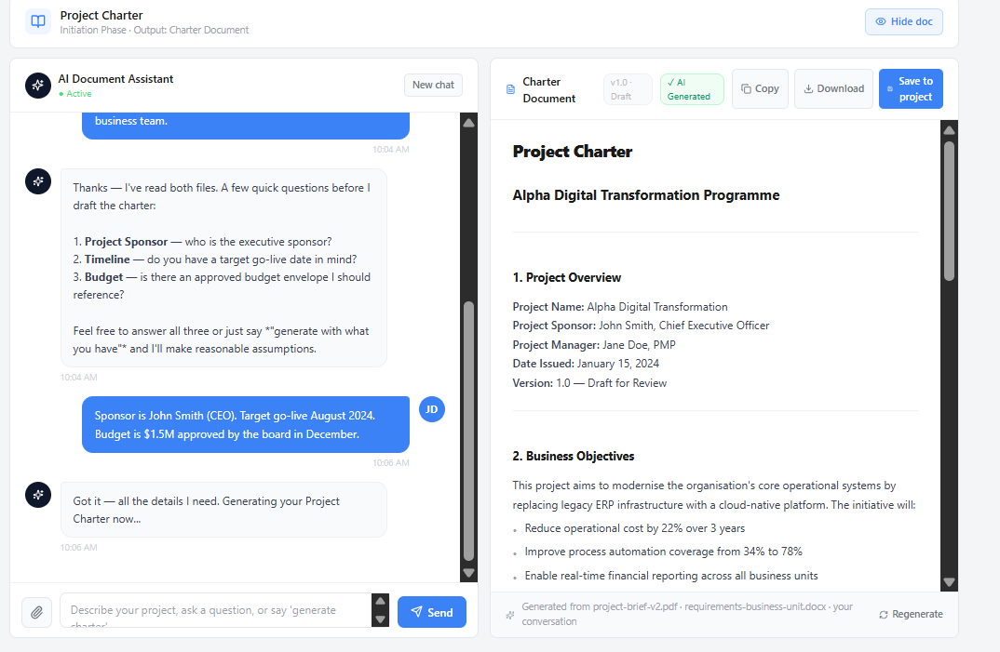 Project Charter
Initiation Phase · Output: Charter Document
Hide doc
AI Document Assistant
Active
New chat
business team.
10:04 AM
Thanks — I've read both files. A few quick questions before I
draft the charter:
1. Project Sponsor — who is the executive sponsor?
2. Timeline — do you have a target go-live date in mind?
3. Budget — is there an approved budget envelope I should
reference?
Feel free to answer all three or just say *"generate with what
you have"* and I'll make reasonable assumptions.
10:04 AM
Sponsor is John Smith (CEO). Target go-live August 2024.
Budget is $1.5M approved by the board in December.
JD
10:06 AM
Got it — all the details I need. Generating your Project
Charter now...
10:06 AM
Describe your project, ask a question, or say 'generate
charter'
Send
Charter
Document
v1.0 ·
Draft
✓ AI
Generated
Copy
Download
Save to
project
Project Charter
Alpha Digital Transformation Programme
1. Project Overview
Project Name: Alpha Digital Transformation
Project Sponsor: John Smith, Chief Executive Officer
Project Manager: Jane Doe, PMP
Date Issued: January 15, 2024
Version: 1.0 — Draft for Review
2. Business Objectives
This project aims to modernise the organisation's core operational systems by
replacing legacy ERP infrastructure with a cloud-native platform. The initiative will:
• Reduce operational cost by 22% over 3 years
• Improve process automation coverage from 34% to 78%
• Enable real-time financial reporting across all business units
Generated from project-brief-v2.pdf · requirements-business-unit.docx · your
conversation
Regenerate